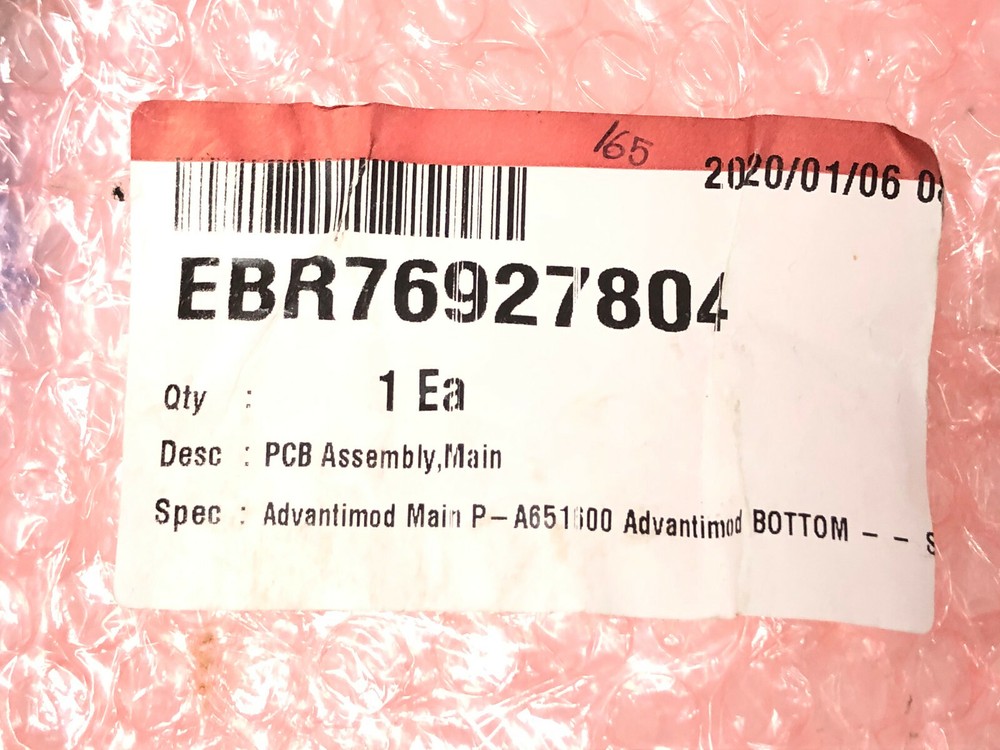 165
2020/01/06
EBR76927804
Qty : 1 Ea
Desc : PCB Assembly,Main
Spec : Advantimod Main P-A651600 Advantimod BOTTOM - -